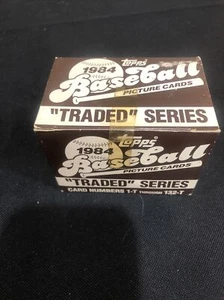 TOPPS
1984
Baseball
PICTURE CARDS
"TRADED" SERIES
TOPPS
1984
Baseball
PICTURE CARDS
"TRADED" SERIES
CARD NUMBERS 1-T THROUGH 132-T